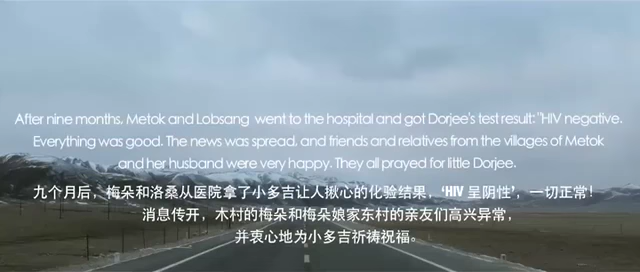 After nine months, Metok and Lobsang went to the hospital and got Dorjee's test result: "HIV negative.
Everything was good. The news was spread, and friends and relatives from the villages of Metok
and her husband were very happy. They all prayed for little Dorjee.
九个月后，梅朵和洛桑从医院拿了小多吉让人揪心的化验结果，‘HIV 呈阴性’，一切正常！
消息传开，木村的梅朵和梅朵娘家东村的亲友们高兴异常，
并衷心地为小多吉祈祷祝福。